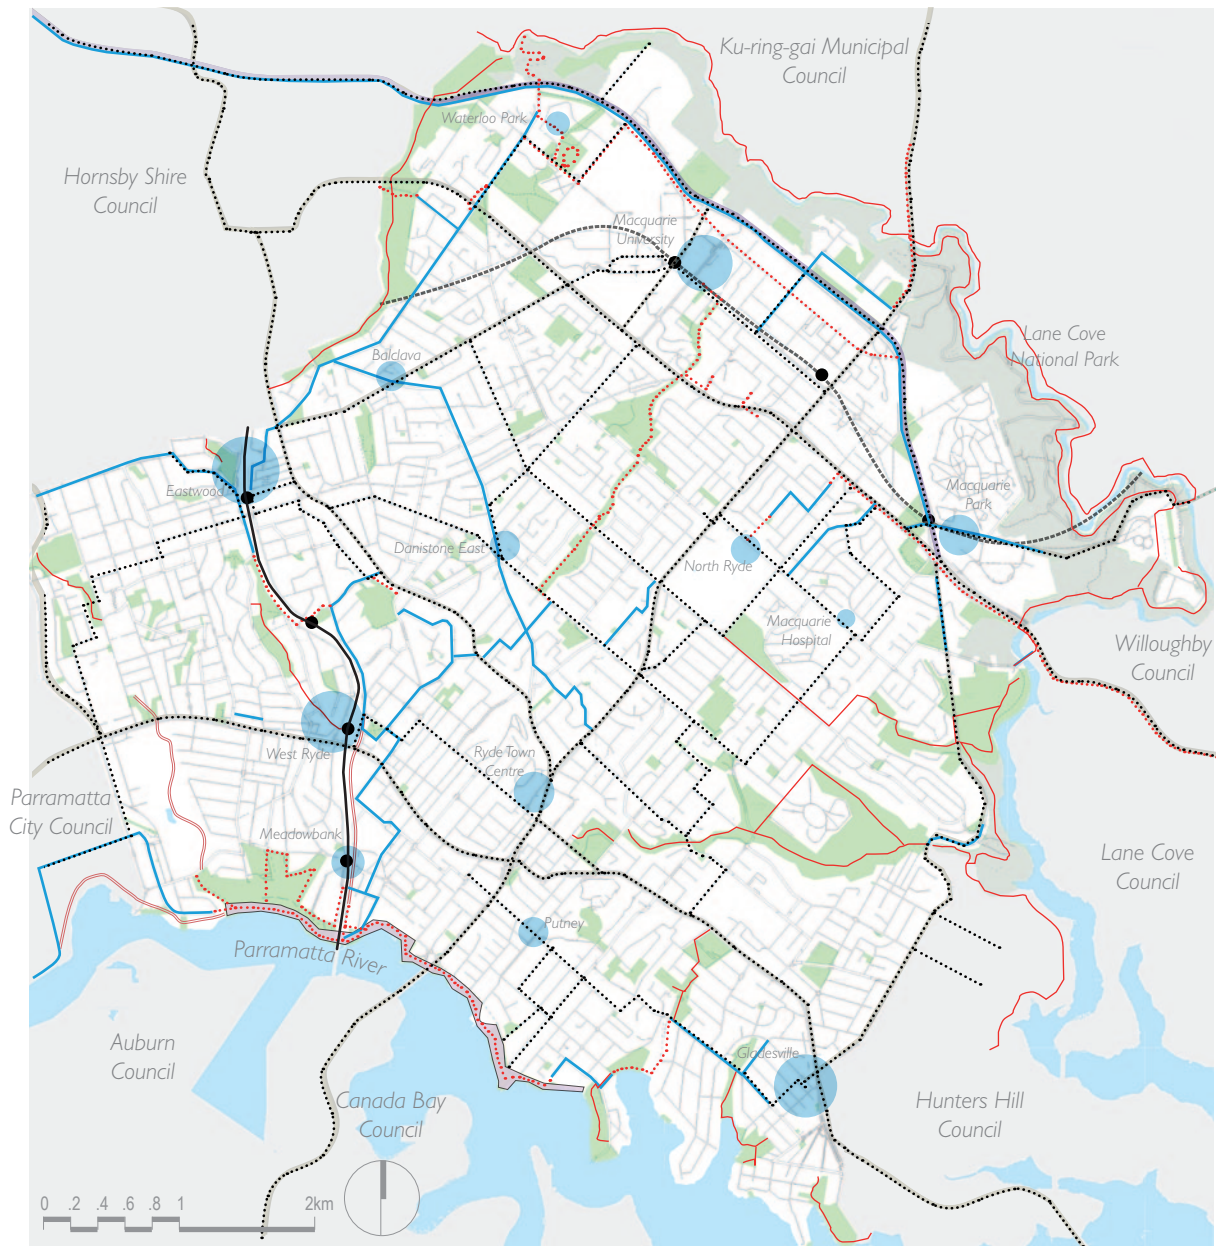 Ku-ring-gai Municipal
Council
Waterloo Park
Hornsby Shire
Council
Macquarie
University
Lane Cove
National Park
Balclava
Eastwood
Macquarie
Park
Danistone East
North Ryde
Macquarie
Hospital
Willoughby
Council
West Ryde
Ryde Town
Centre
Parramatta
City Council
Meadowbank
Lane Cove
Council
Putney
Parramatta River
Auburn
Council
Gladesville
Canada Bay
Council
Hunters Hill
Council
0 .2 .4 .6 .8 1 2km